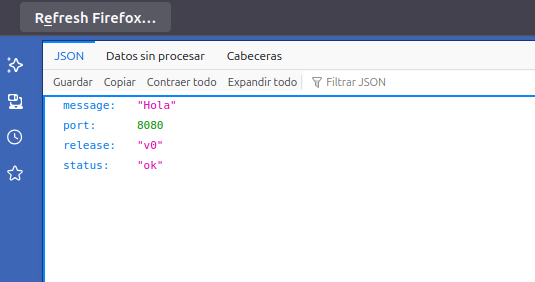 Refresh Firefox...
JSON Datos sin procesar Cabeceras
Guardar Copiar Contraer todo Expandir todo Filtrar JSON
message: "Hola"
port: 8080
release: "v0"
status: "ok"